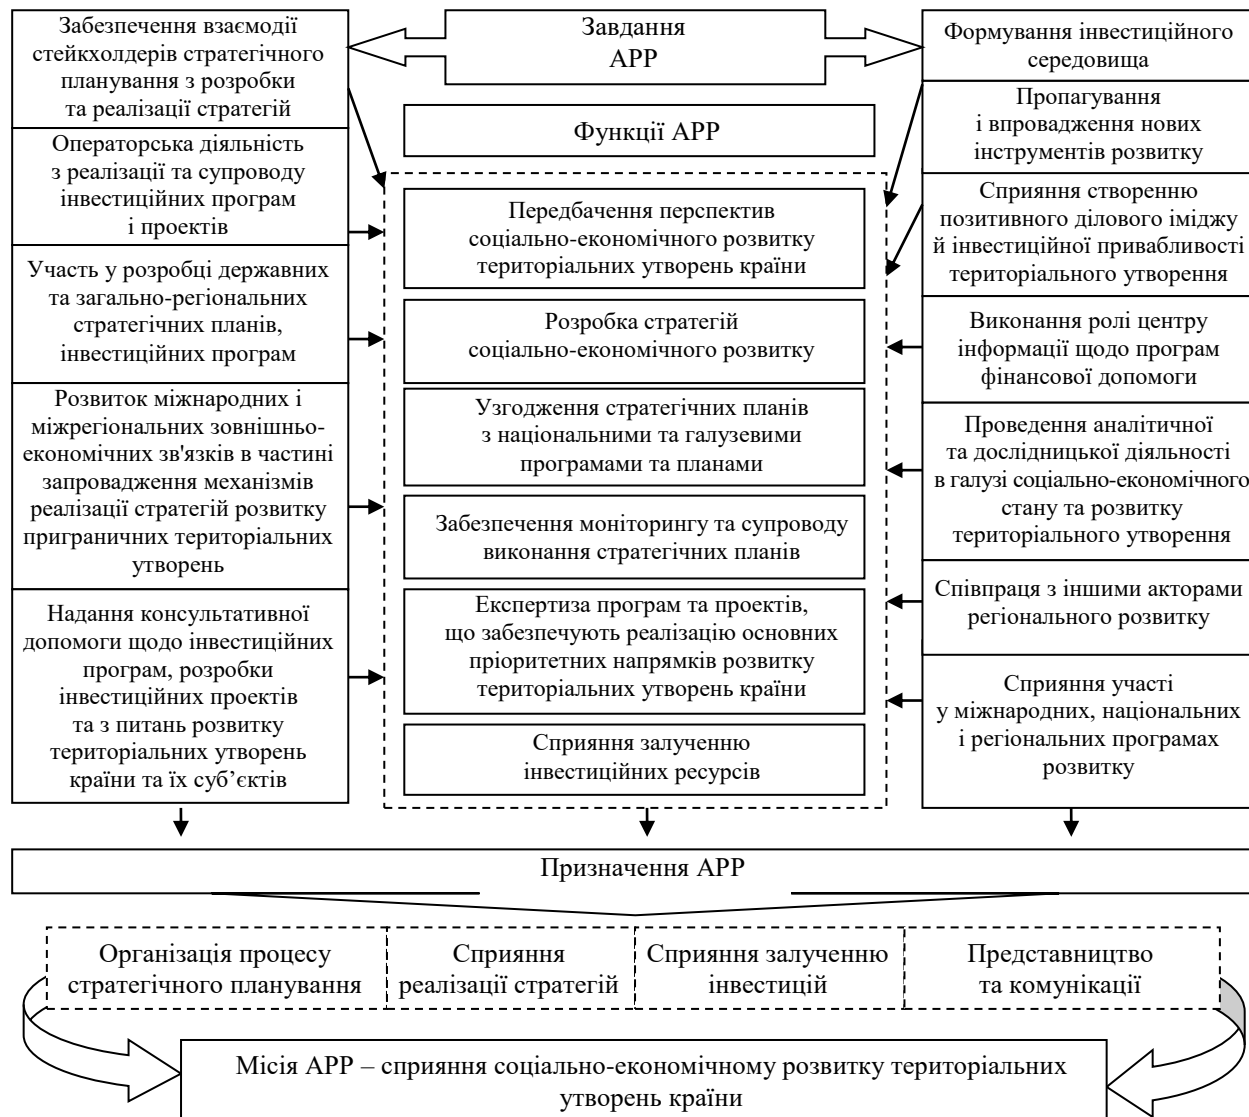 Забезпечення взаємодії
стейкхолдерів стратегічного
планування з розробки
та реалізації стратегій
Операторська діяльність
з реалізації та супроводу
інвестиційних програм
і проектів
Участь у розробці державних
та загально-регіональних
стратегічних планів,
інвестиційних програм
Розвиток міжнародних і
міжрегіональних зовнішньо-
економічних зв'язків в частині
запровадження механізмів
реалізації стратегій розвитку
приграничних територіальних
утворень
Надання консультативної
допомоги щодо інвестиційних
програм, розробки
інвестиційних проектів
та з питань розвитку
територіальних утворень
країни та їх суб’єктів
Завдання
АРР
Функції АРР
Передбачення перспектив
соціально-економічного розвитку
територіальних утворень країни
Розробка стратегій
соціально-економічного розвитку
Узгодження стратегічних планів
з національними та галузевими
програмами та планами
Забезпечення моніторингу та супроводу
виконання стратегічних планів
Експертиза програм та проектів,
що забезпечують реалізацію основних
пріоритетних напрямків розвитку
територіальних утворень країни
Сприяння залученню
інвестиційних ресурсів
Формування інвестиційного
середовища
Пропагування
і впровадження нових
інструментів розвитку
Сприяння створенню
позитивного ділового іміджу
й інвестиційної привабливості
територіального утворення
Виконання ролі центру
інформації щодо програм
фінансової допомоги
Проведення аналітичної
та дослідницької діяльності
в галузі соціально-економічного
стану та розвитку
територіального утворення
Співпраця з іншими акторами
регіонального розвитку
Сприяння участі
у міжнародних, національних
і регіональних програмах
розвитку
Призначення АРР
Організація процесу
стратегічного планування
Сприяння
реалізації стратегій
Сприяння залученню
інвестицій
Представництво
та комунікації
Місія АРР – сприяння соціально-економічному розвитку територіальних
утворень країни